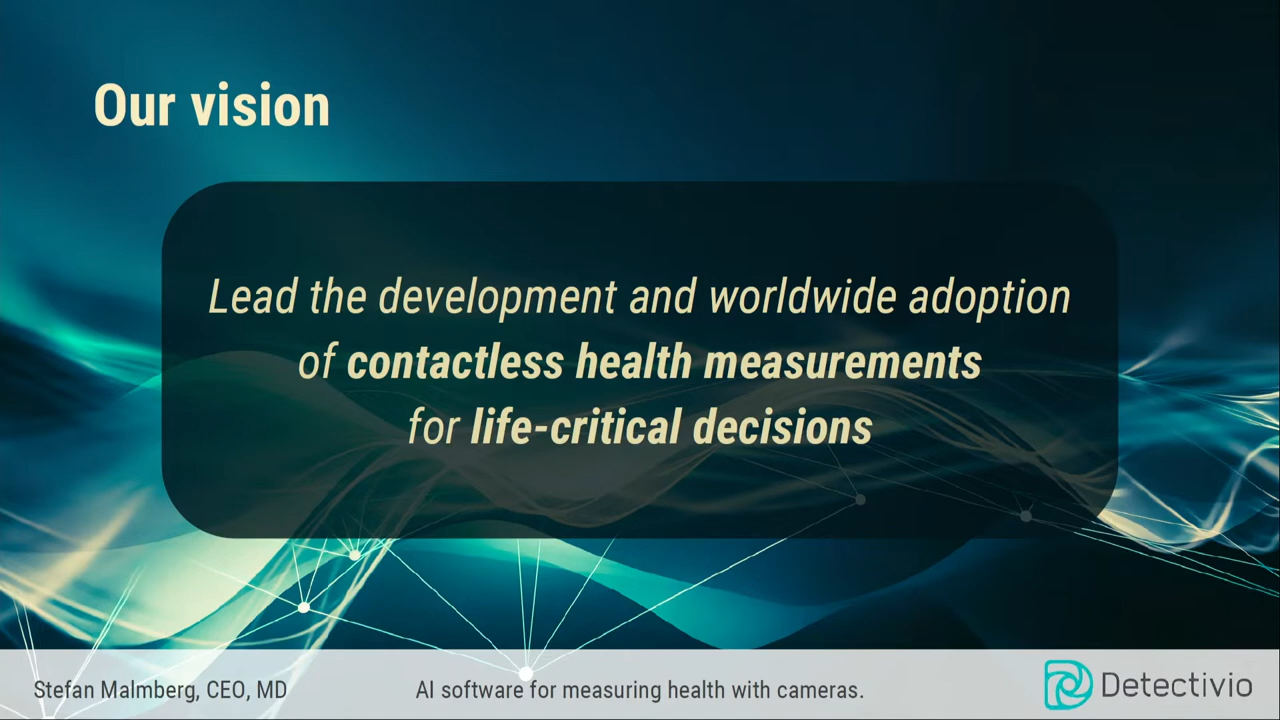 Our vision
Lead the development and worldwide adoption
of contactless health measurements
for life-critical decisions
Stefan Malmberg, CEO, MD
AI software for measuring health with cameras.
Detectivio